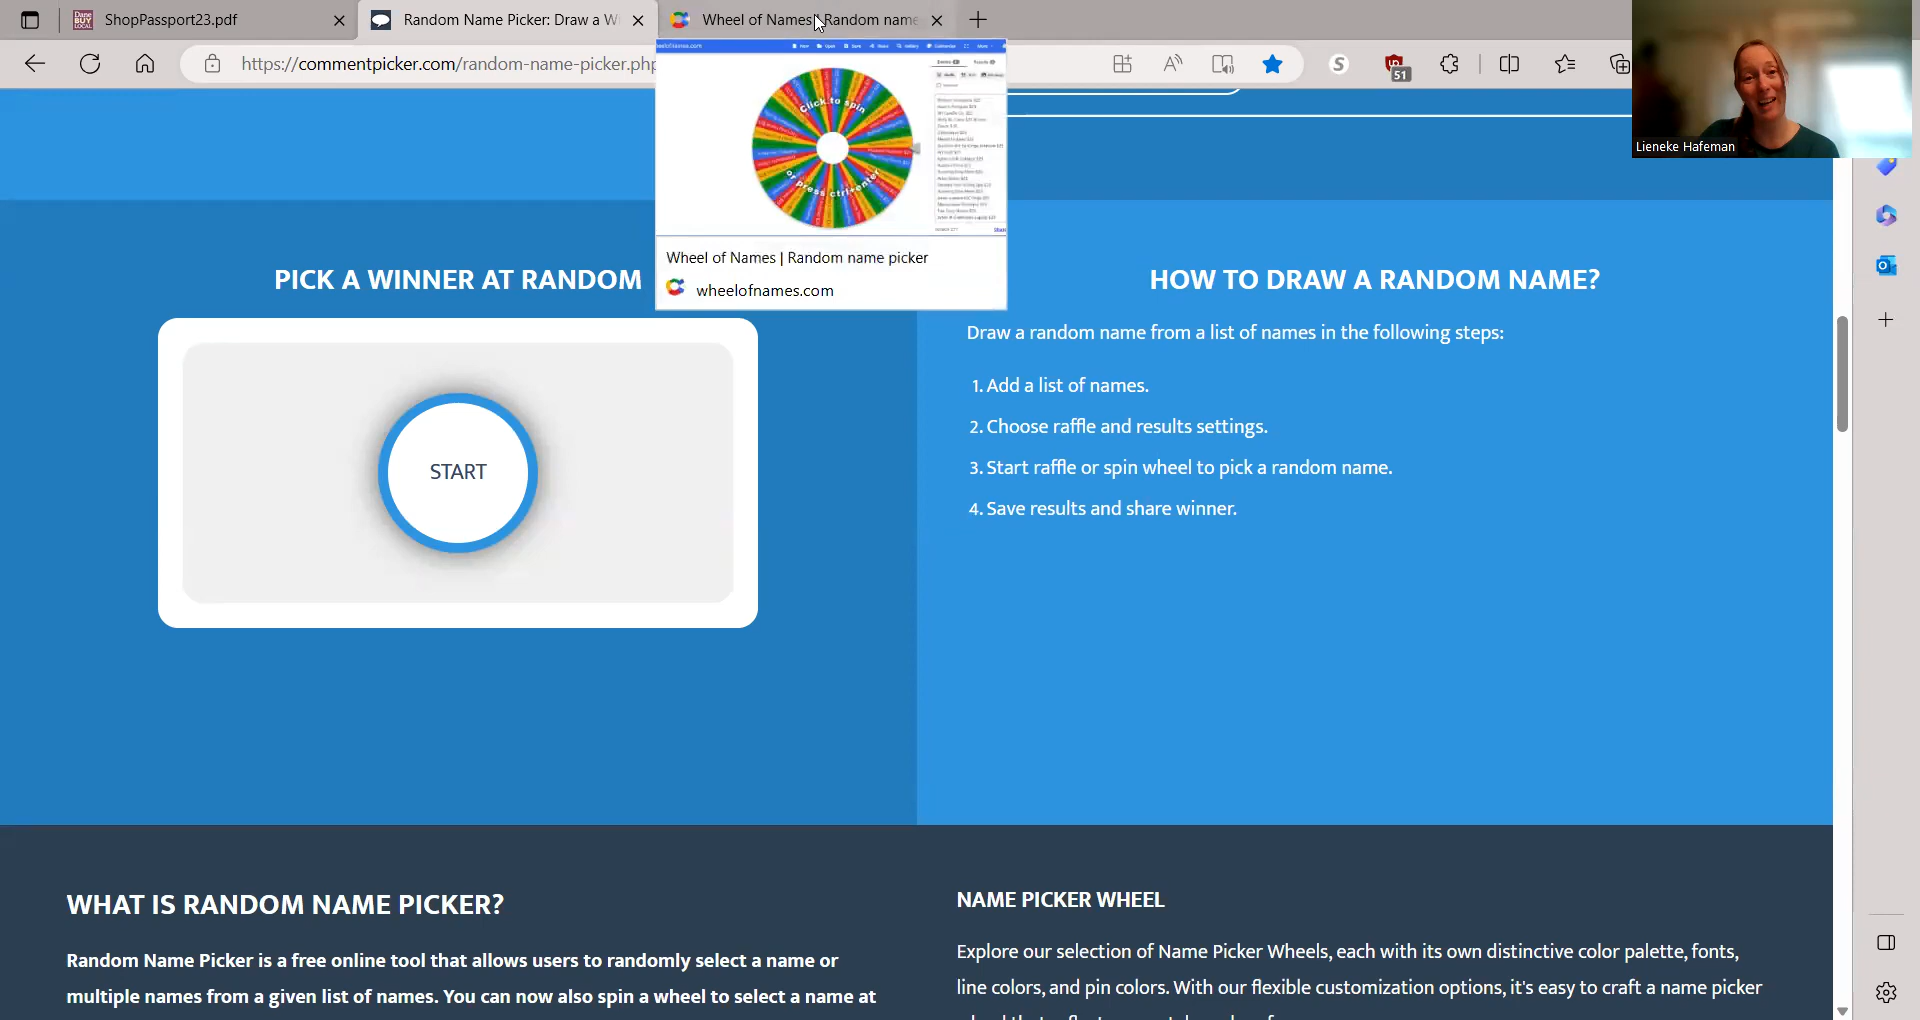 ShopPassport23.pdf
Random Name Picker: Draw a W
Wheel of Names | Random name
https://commentpicker.com/random-name-picker.php
51
Lieneke Hafeman
Click to spin
or press ctrl+enter
Wheel of Names | Random name picker
wheelofnames.com
PICK A WINNER AT RANDOM
START
HOW TO DRAW A RANDOM NAME?
Draw a random name from a list of names in the following steps:
1. Add a list of names.
2. Choose raffle and results settings.
3. Start raffle or spin wheel to pick a random name.
4. Save results and share winner.
WHAT IS RANDOM NAME PICKER?
Random Name Picker is a free online tool that allows users to randomly select a name or
multiple names from a given list of names. You can now also spin a wheel to select a name at
NAME PICKER WHEEL
Explore our selection of Name Picker Wheels, each with its own distinctive color palette, fonts,
line colors, and pin colors. With our flexible customization options, it's easy to craft a name picker